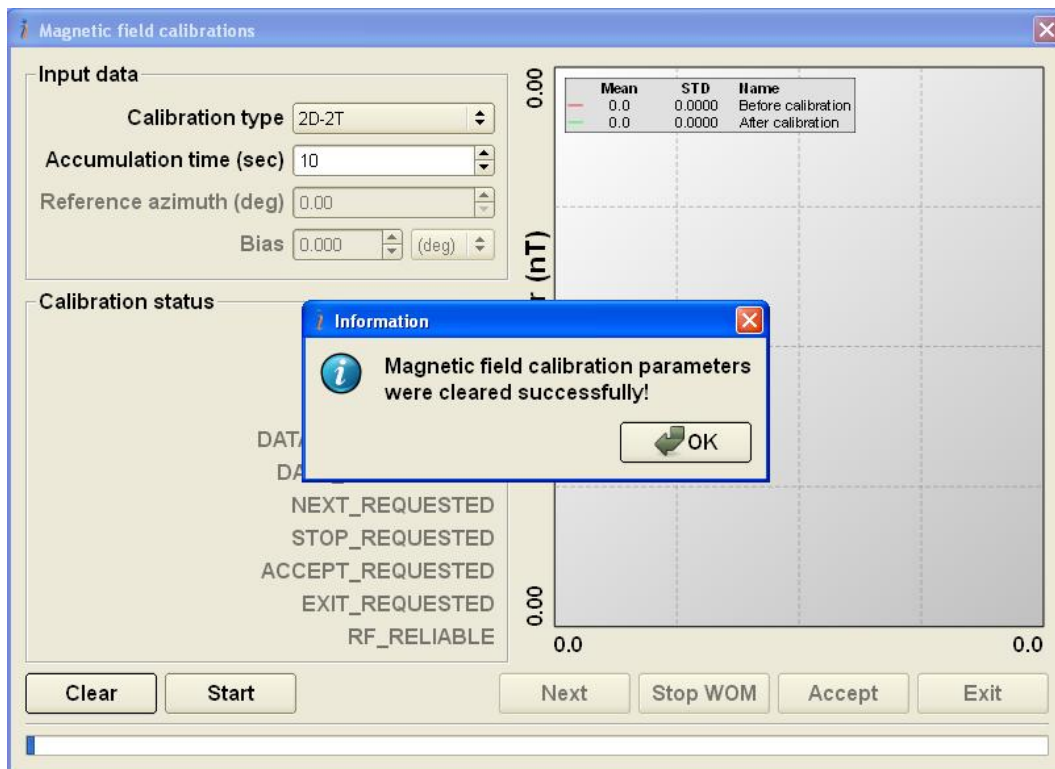 Magnetic field calibrations
Input data
Calibration type 2D-2T
Accumulation time (sec) 10
Reference azimuth (deg) 0.00
Bias 0.000 (deg)
Calibration status
NEXT_REQUESTED
STOP_REQUESTED
ACCEPT_REQUESTED
EXIT_REQUESTED
RF_RELIABLE
Information
Magnetic field calibration parameters
were cleared successfully!
OK
0.00
Mean STD Name
0.0 0.0000 Before calibration
0.0 0.0000 After calibration
(nT)
0.00
0.0 0.0
Clear Start Next Stop WOM Accept Exit